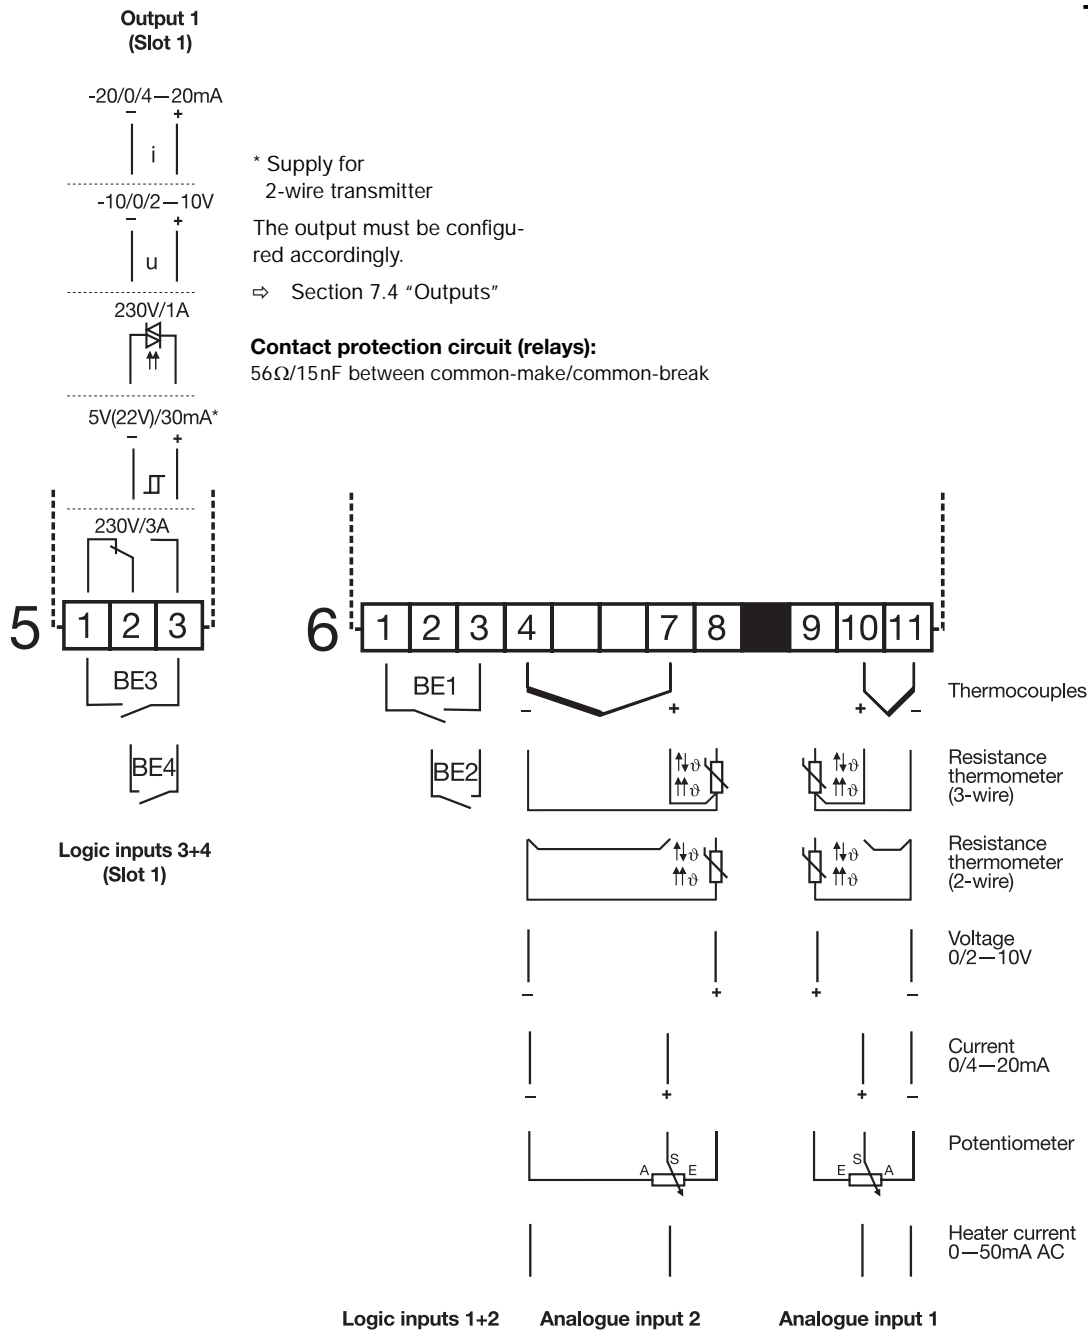 Output 1
(Slot 1)
-20/0/4—20mA
− +
i
-10/0/2—10V
− +
u
230V/1A
5V(22V)/30mA*
− +
230V/3A
* Supply for
2-wire transmitter
The output must be configu-
red accordingly.
⇨ Section 7.4 “Outputs”
Contact protection circuit (relays):
56Ω/15nF between common-make/common-break
5 1 2 3
BE3
BE4
Logic inputs 3+4
(Slot 1)
6 1 2 3 4 7 8 9 10 11
BE1
BE2
− + + −
Thermocouples
ϑ ϑ
ϑ ϑ
Resistance
thermometer
(3-wire)
ϑ ϑ
ϑ ϑ
Resistance
thermometer
(2-wire)
Voltage
0/2—10V
− + + −
Current
0/4—20mA
− + + −
Potentiometer
A S E E S A
Heater current
0—50mA AC
Logic inputs 1+2 Analogue input 2 Analogue input 1